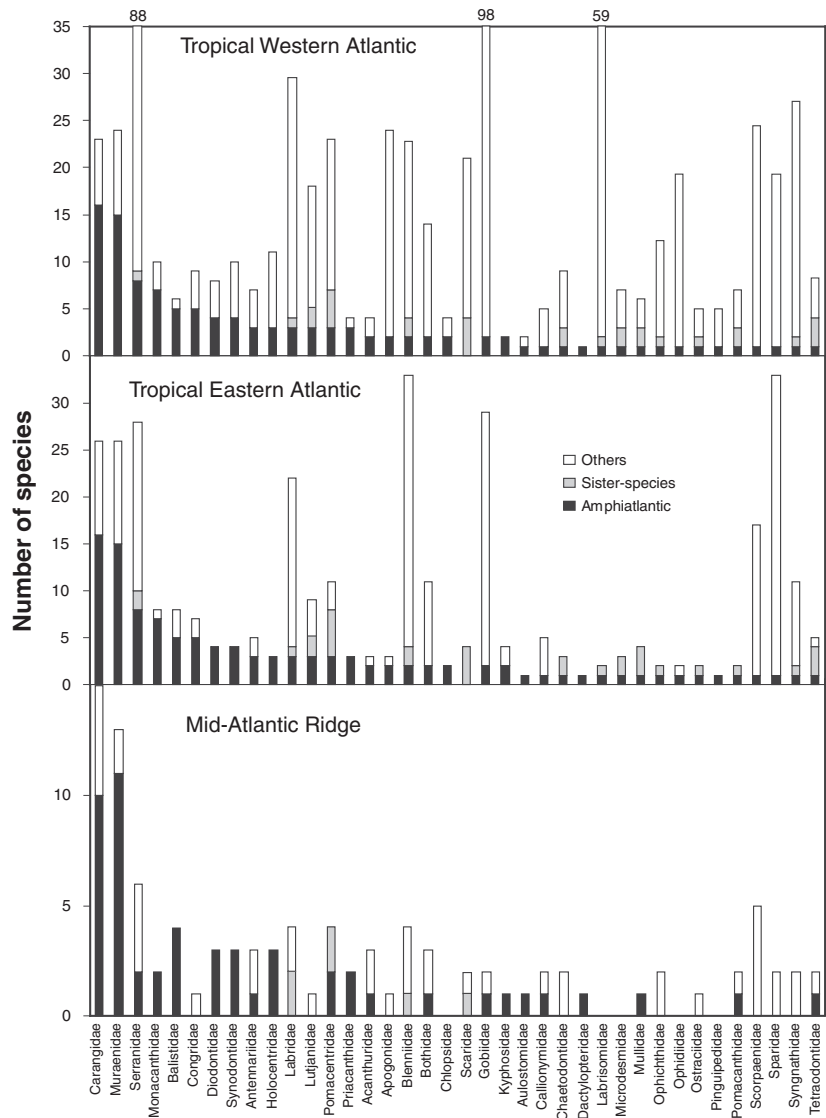 88 98 59
35
30
25
20
15
10
5
0
Tropical Western Atlantic
30
25
20
15
10
5
0
Tropical Eastern Atlantic
Others
Sister-species
Amphiatlantic
Number of species
10
5
0
Mid-Atlantic Ridge
Carangidae
Muraenidae
Serranidae
Monacanthidae
Balistidae
Congridae
Diodontidae
Synodontidae
Antennariidae
Holocentridae
Labridae
Lutjanidae
Pomacentridae
Priacanthidae
Acanthuridae
Apogonidae
Blenniidae
Bothidae
Chlopsidae
Scaridae
Gobiidae
Kyphosidae
Aulostomidae
Callionymidae
Chaetodontidae
Dactylopteridae
Labrisomidae
Microdesmidae
Mullidae
Ophichthidae
Ophidiidae
Ostraciidae
Pinguipedidae
Pomacanthidae
Scorpaenidae
Sparidae
Syngnathidae
Tetraodontidae